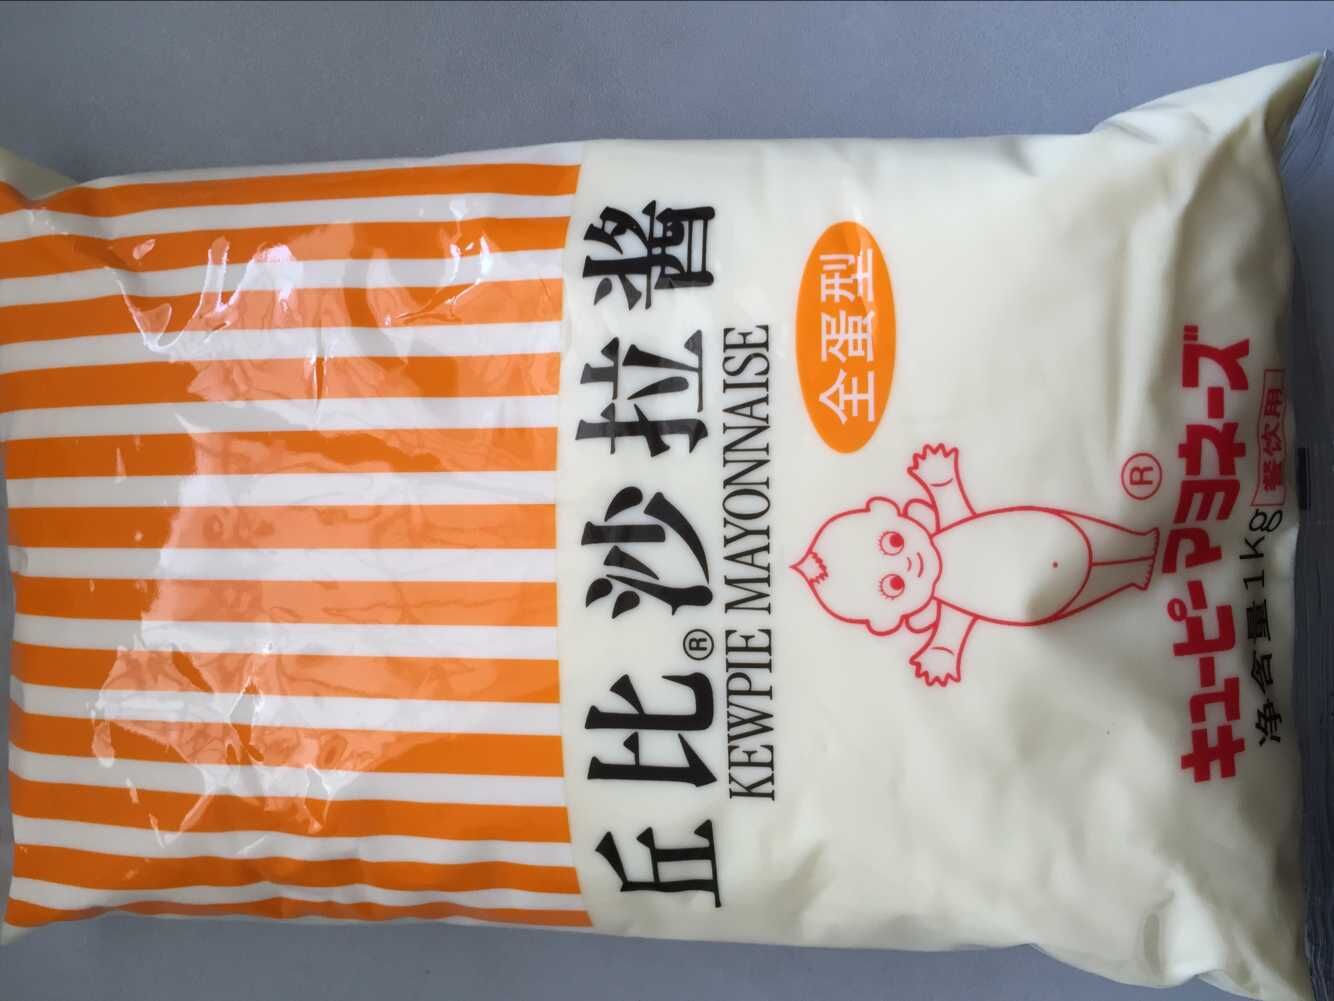 丘比®沙拉酱
KEWPIE MAYONNAISE
全蛋型
®
キユーピーマヨネーズ
净含量1kg 餐饮用